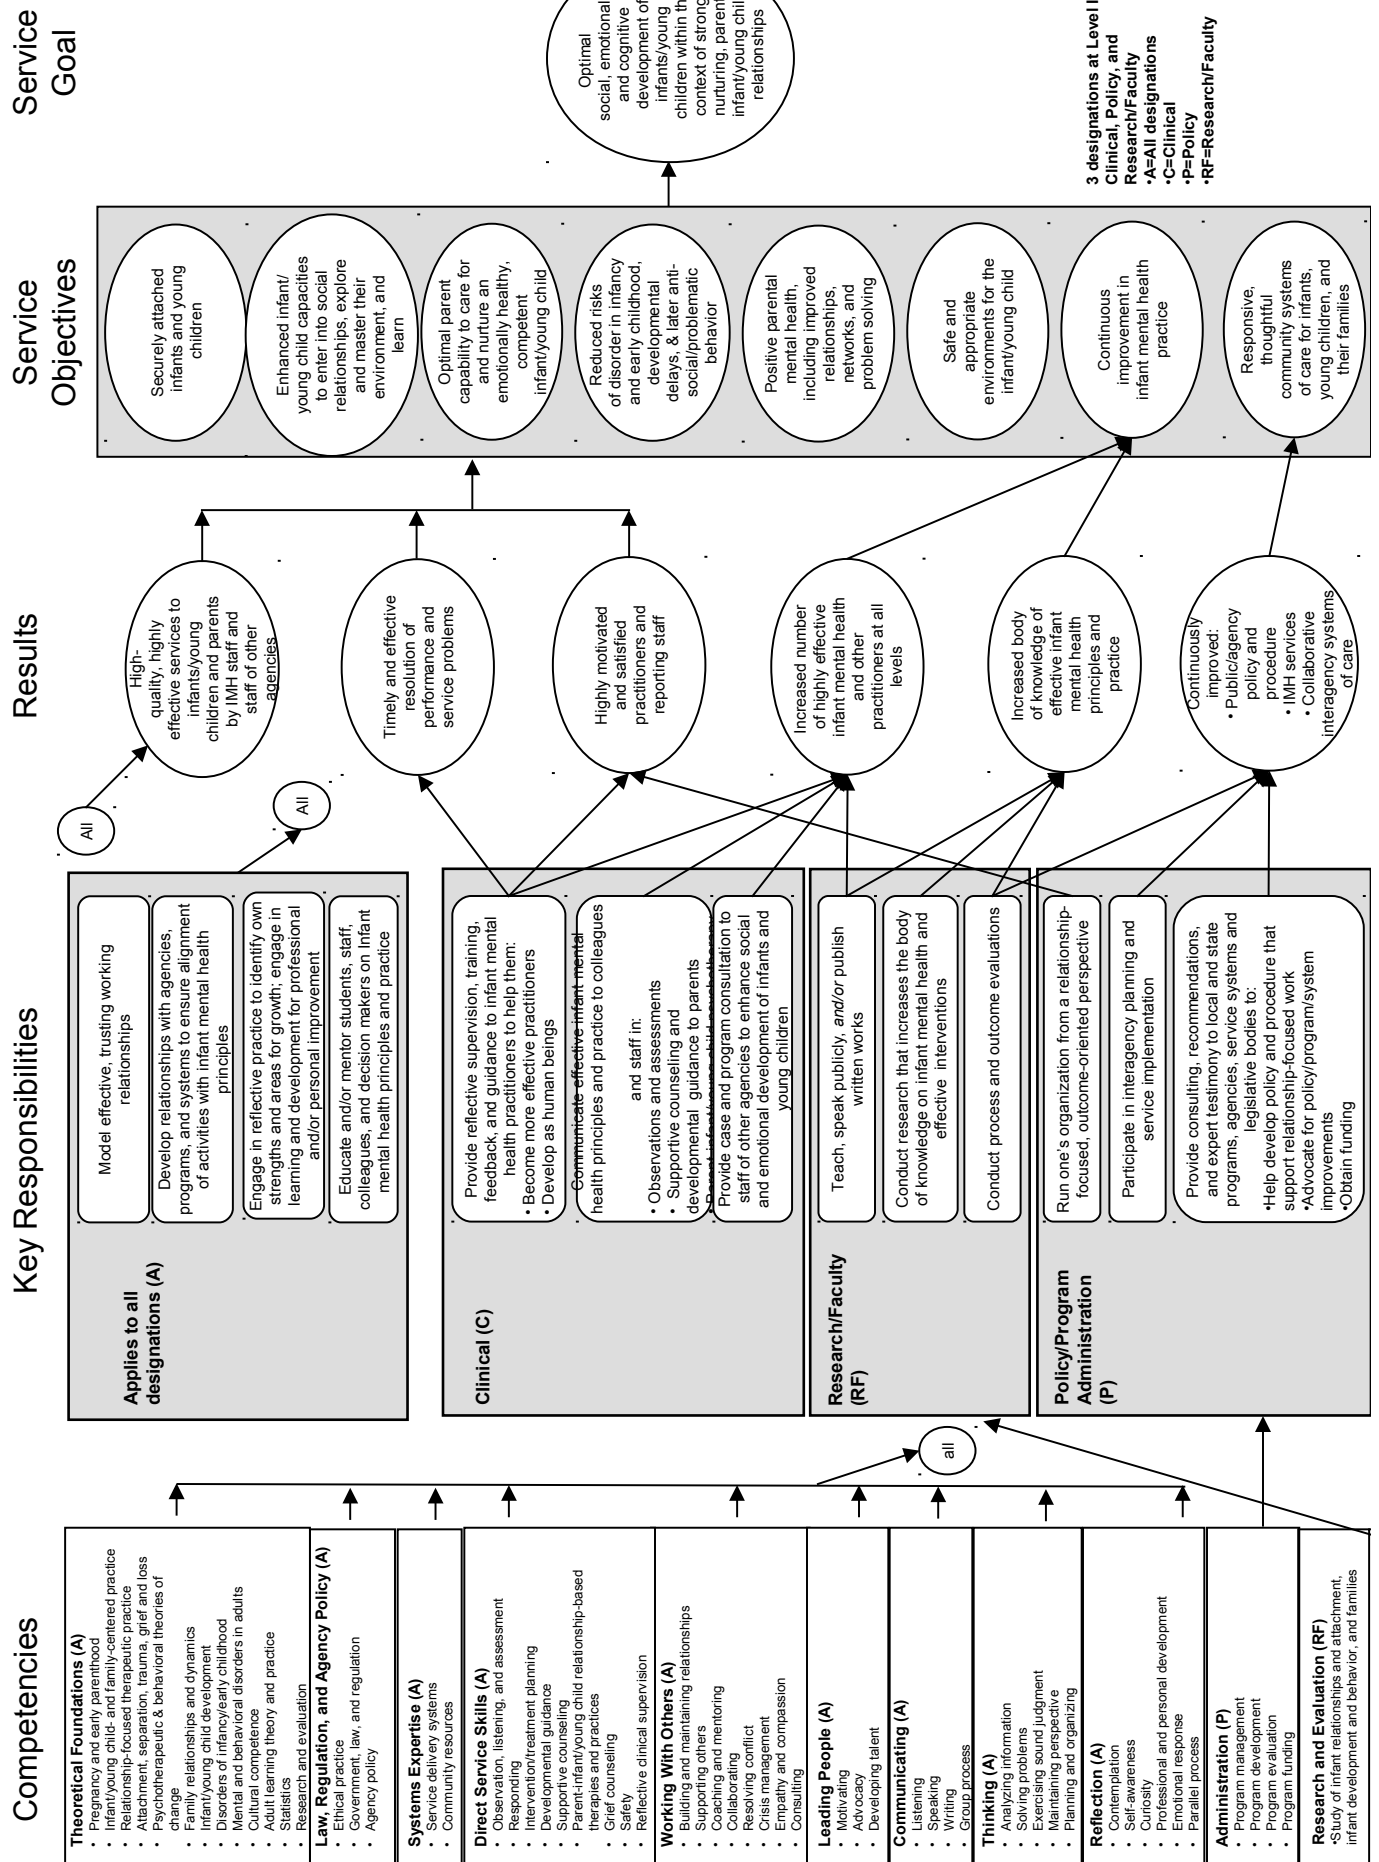 Competencies
Key Responsibilities
Results
Service
Objectives
Service
Goal
Theoretical Foundations (A)
• Pregnancy and early parenthood
• Infant/young child- and family-centered practice
• Relationship-focused therapeutic practice
• Attachment, separation, trauma, grief and loss
• Psychotherapeutic & behavioral theories of
change
• Family relationships and dynamics
• Infant/young child development
• Disorders of infancy/early childhood
• Mental and behavioral disorders in adults
• Cultural competence
• Adult learning theory and practice
• Statistics
• Research and evaluation
Law, Regulation, and Agency Policy (A)
• Ethical practice
• Government, law, and regulation
• Agency policy
Systems Expertise (A)
• Service delivery systems
• Community resources
Direct Service Skills (A)
• Observation, listening, and assessment
• Responding
• Intervention/treatment planning
• Developmental guidance
• Supportive counseling
• Parent-infant/young child relationship-based
therapies and practices
• Grief counseling
• Safety
• Reflective clinical supervision
Working With Others (A)
• Building and maintaining relationships
• Supporting others
• Coaching and mentoring
• Collaborating
• Resolving conflict
• Crisis management
• Empathy and compassion
• Consulting
Leading People (A)
• Motivating
• Advocacy
• Developing talent
Communicating (A)
• Listening
• Speaking
• Writing
• Group process
Thinking (A)
• Analyzing information
• Solving problems
• Exercising sound judgment
• Maintaining perspective
• Planning and organizing
Reflection (A)
• Contemplation
• Self-awareness
• Curiosity
• Professional and personal development
• Emotional response
• Parallel process
Administration (P)
• Program management
• Program development
• Program evaluation
• Program funding
Research and Evaluation (RF)
•Study of infant relationships and attachment,
infant development and behavior, and families
all
Applies to all
designations (A)
Model effective, trusting working
relationships
Develop relationships with agencies,
programs, and systems to ensure alignment
of activities with infant mental health
principles
Engage in reflective practice to identify own
strengths and areas for growth; engage in
learning and development for professional
and/or personal improvement
Educate and/or mentor students, staff,
colleagues, and decision makers on Infant
mental health principles and practice
All
Clinical (C)
Provide reflective supervision, training,
feedback, and guidance to infant mental
health practitioners to help them:
• Become more effective practitioners
• Develop as human beings
Communicate effective infant mental
health principles and practice to colleagues
and staff in:
• Observations and assessments
• Supportive counseling and
developmental guidance to parents
• Parent-infant/young child psychotherapy
Provide case and program consultation to
staff of other agencies to enhance social
and emotional development of infants and
young children
Research/Faculty
(RF)
Teach, speak publicly, and/or publish
written works
Conduct research that increases the body
of knowledge on infant mental health and
effective interventions
Conduct process and outcome evaluations
Policy/Program
Administration
(P)
Run one's organization from a relationship-
focused, outcome-oriented perspective
Participate in interagency planning and
service implementation
Provide consulting, recommendations,
and expert testimony to local and state
programs, agencies, service systems and
legislative bodies to:
•Help develop policy and procedure that
support relationship-focused work
•Advocate for policy/program/system
improvements
•Obtain funding
All
High-
quality, highly
effective services to
infants/young
children and parents
by IMH staff and
staff of other
agencies
Timely and effective
resolution of
performance and
service problems
Highly motivated
and satisfied
practitioners and
reporting staff
Increased number
of highly effective
infant mental health
and other
practitioners at all
levels
Increased body
of knowledge of
effective infant
mental health
principles and
practice
Continuously
improved:
• Public/agency
policy and
procedure
• IMH services
• Collaborative
interagency systems
of care
Securely attached
infants and young
children
Enhanced infant/
young child capacities
to enter into social
relationships, explore
and master their
environment, and
learn
Optimal parent
capability to care for
and nurture an
emotionally healthy,
competent
infant/young child
Reduced risks
of disorder in infancy
and early childhood,
developmental
delays, & later anti-
social/problematic
behavior
Positive parental
mental health,
including improved
relationships,
networks, and
problem solving
Safe and
appropriate
environments for the
infant/young child
Continuous
improvement in
infant mental health
practice
Responsive,
thoughtful
community systems
of care for infants,
young children, and
their families
Optimal
social, emotional
and cognitive
development of
infants/young
children within th
context of strong
nurturing, parent
infant/young chil
relationships
3 designations at Level I
Clinical, Policy, and
Research/Faculty
•A=All designations
•C=Clinical
•P=Policy
•RF=Research/Faculty